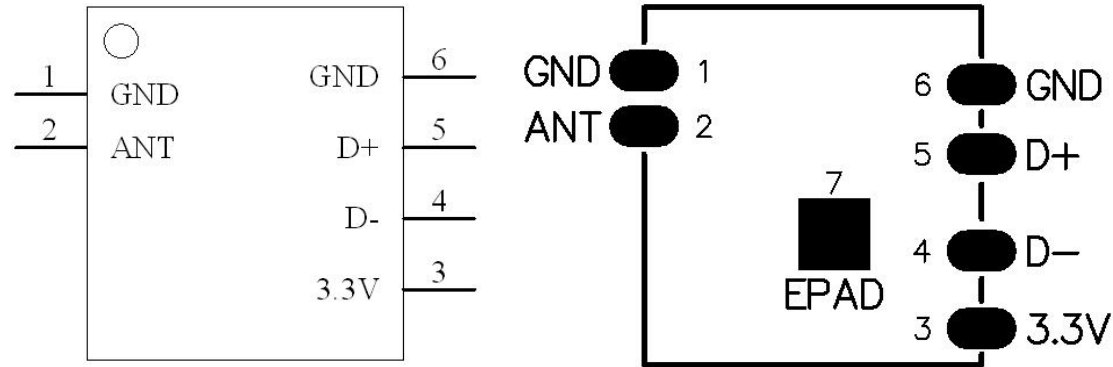 1
GND
2
ANT
GND
6
D+
5
D-
4
3.3V
3
GND 1
ANT 2
6 GND
5 D+
7
EPAD
4 D-
3 3.3V